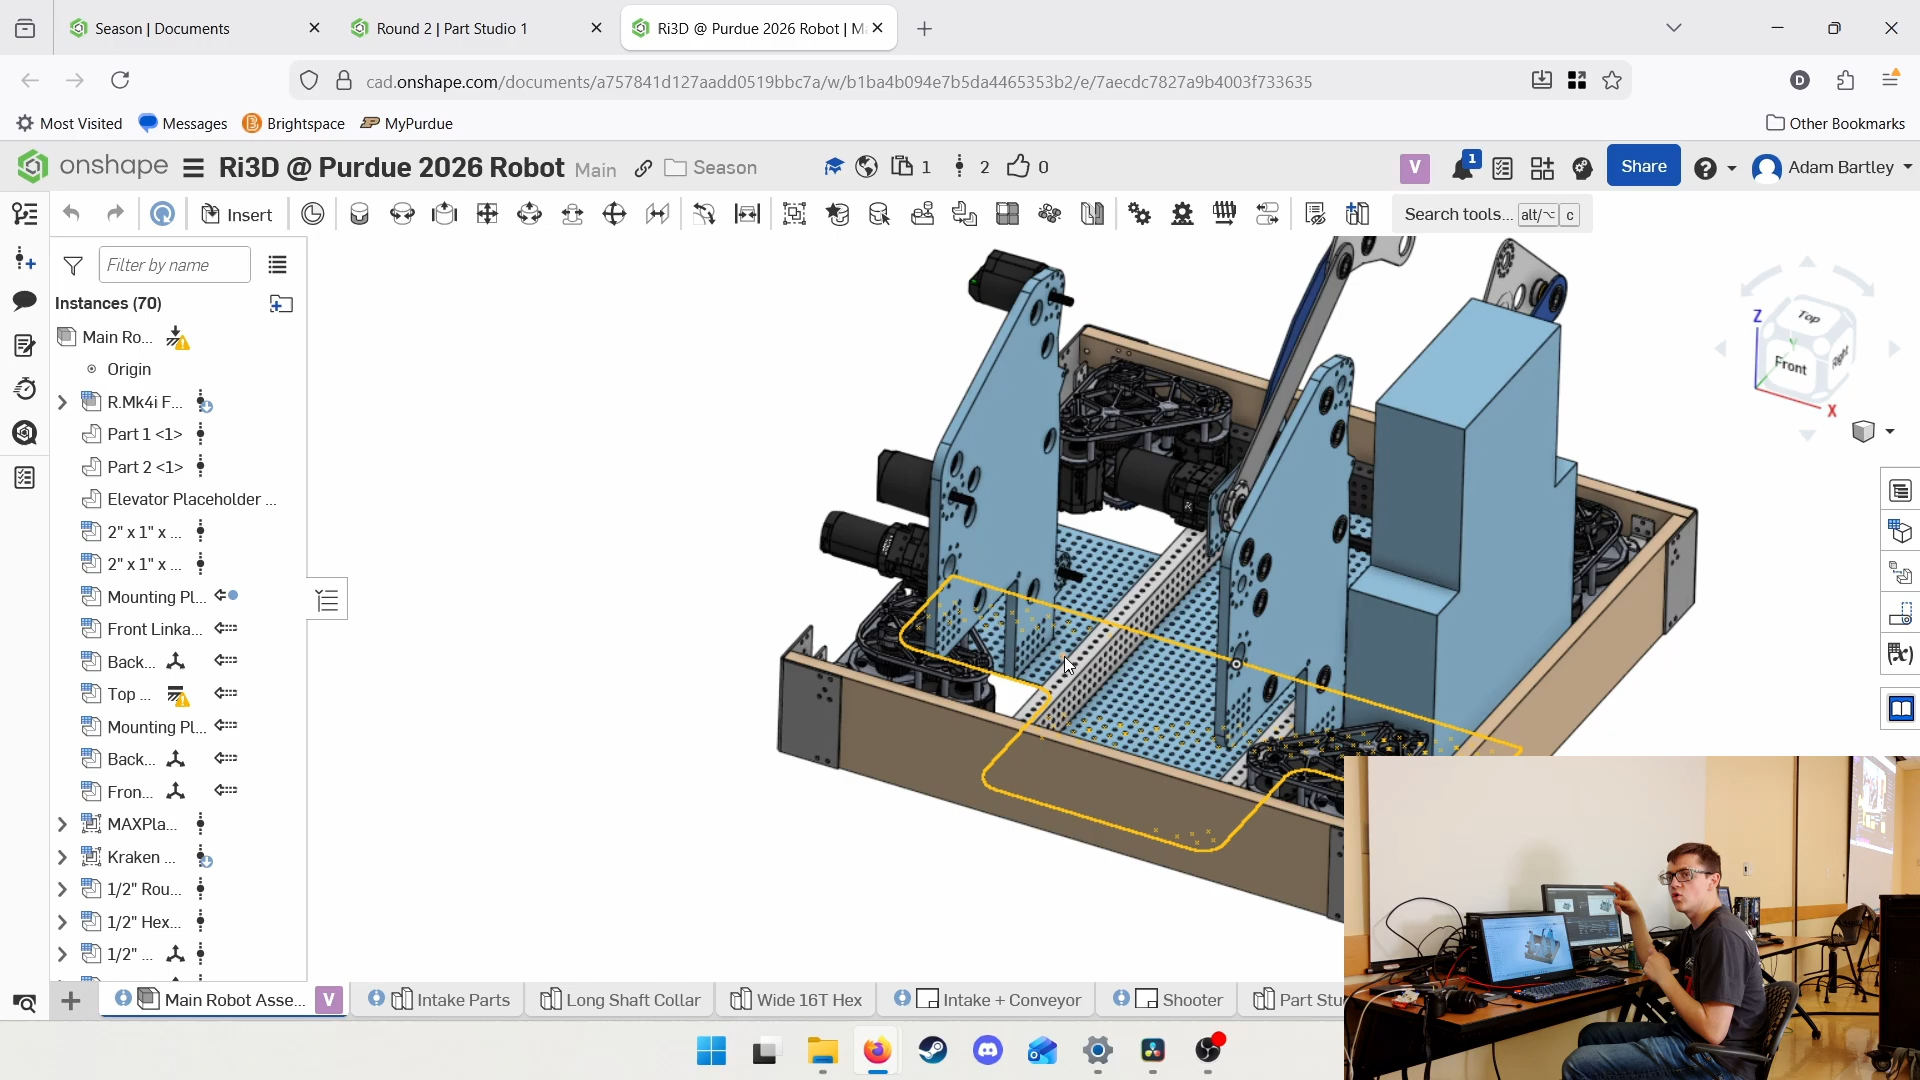 Season | Documents
Round 2 | Part Studio 1
Ri3D @ Purdue 2026 Robot | M
cad.onshape.com/documents/a757841d127aadd0519bbc7a/w/b1ba4b094e7b5da4465353b2/e/7aecdc7827a9b4003f733635
D
Most Visited
Messages
Brightspace
MyPurdue
Other Bookmarks
onshape
Ri3D @ Purdue 2026 Robot
Main
Season
1
2
0
V
1
Share
Adam Bartley
Insert
Search tools... alt/⌥ c
Filter by name
Instances (70)
Main Ro...
Origin
R.Mk4i F...
Part 1 <1>
Part 2 <1>
Elevator Placeholder ...
2" x 1" x ...
2" x 1" x ...
Mounting Pl...
Front Linka...
Back...
Top ...
Mounting Pl...
Back...
Fron...
MAXPla...
Kraken ...
1/2" Rou...
1/2" Hex...
1/2" ...
Z
Top
Y
Front
Right
X
(x)
Main Robot Asse...
V
Intake Parts
Long Shaft Collar
Wide 16T Hex
Intake + Conveyor
Shooter
Part Stu